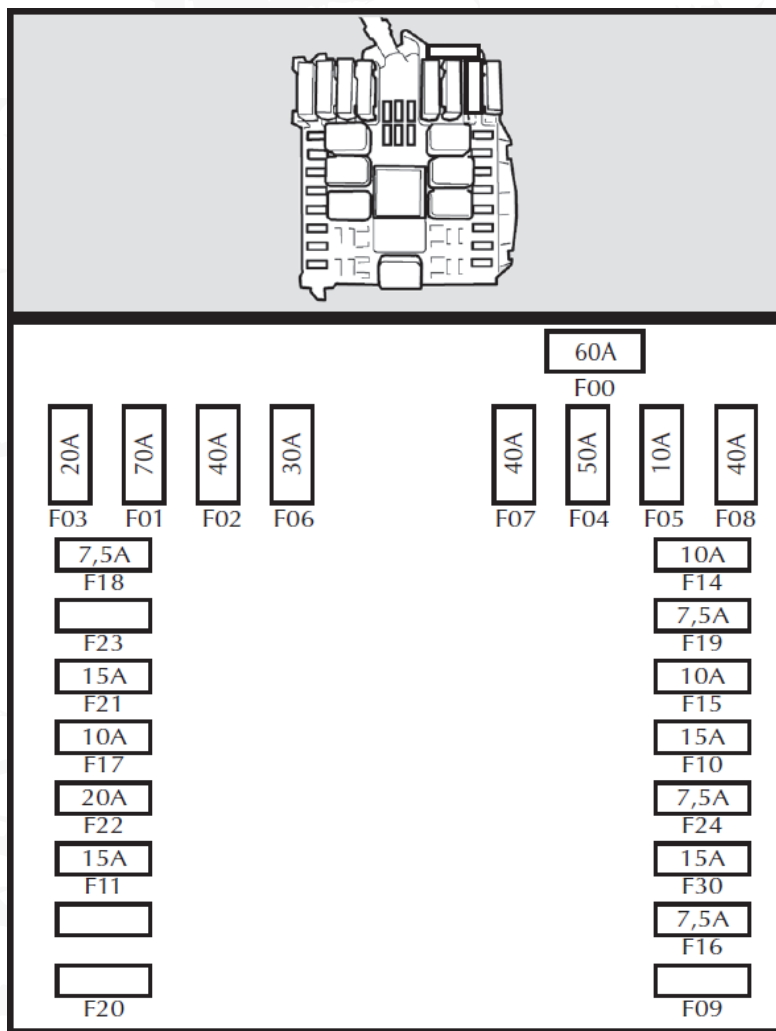 60A
F00
20A 70A 40A 30A 40A 50A 10A 40A
F03 F01 F02 F06 F07 F04 F05 F08
7,5A 10A
F18 F14
7,5A
F23 F19
15A 10A
F21 F15
10A 15A
F17 F10
20A 7,5A
F22 F24
15A 15A
F11 F30
7,5A
F16
F20 F09